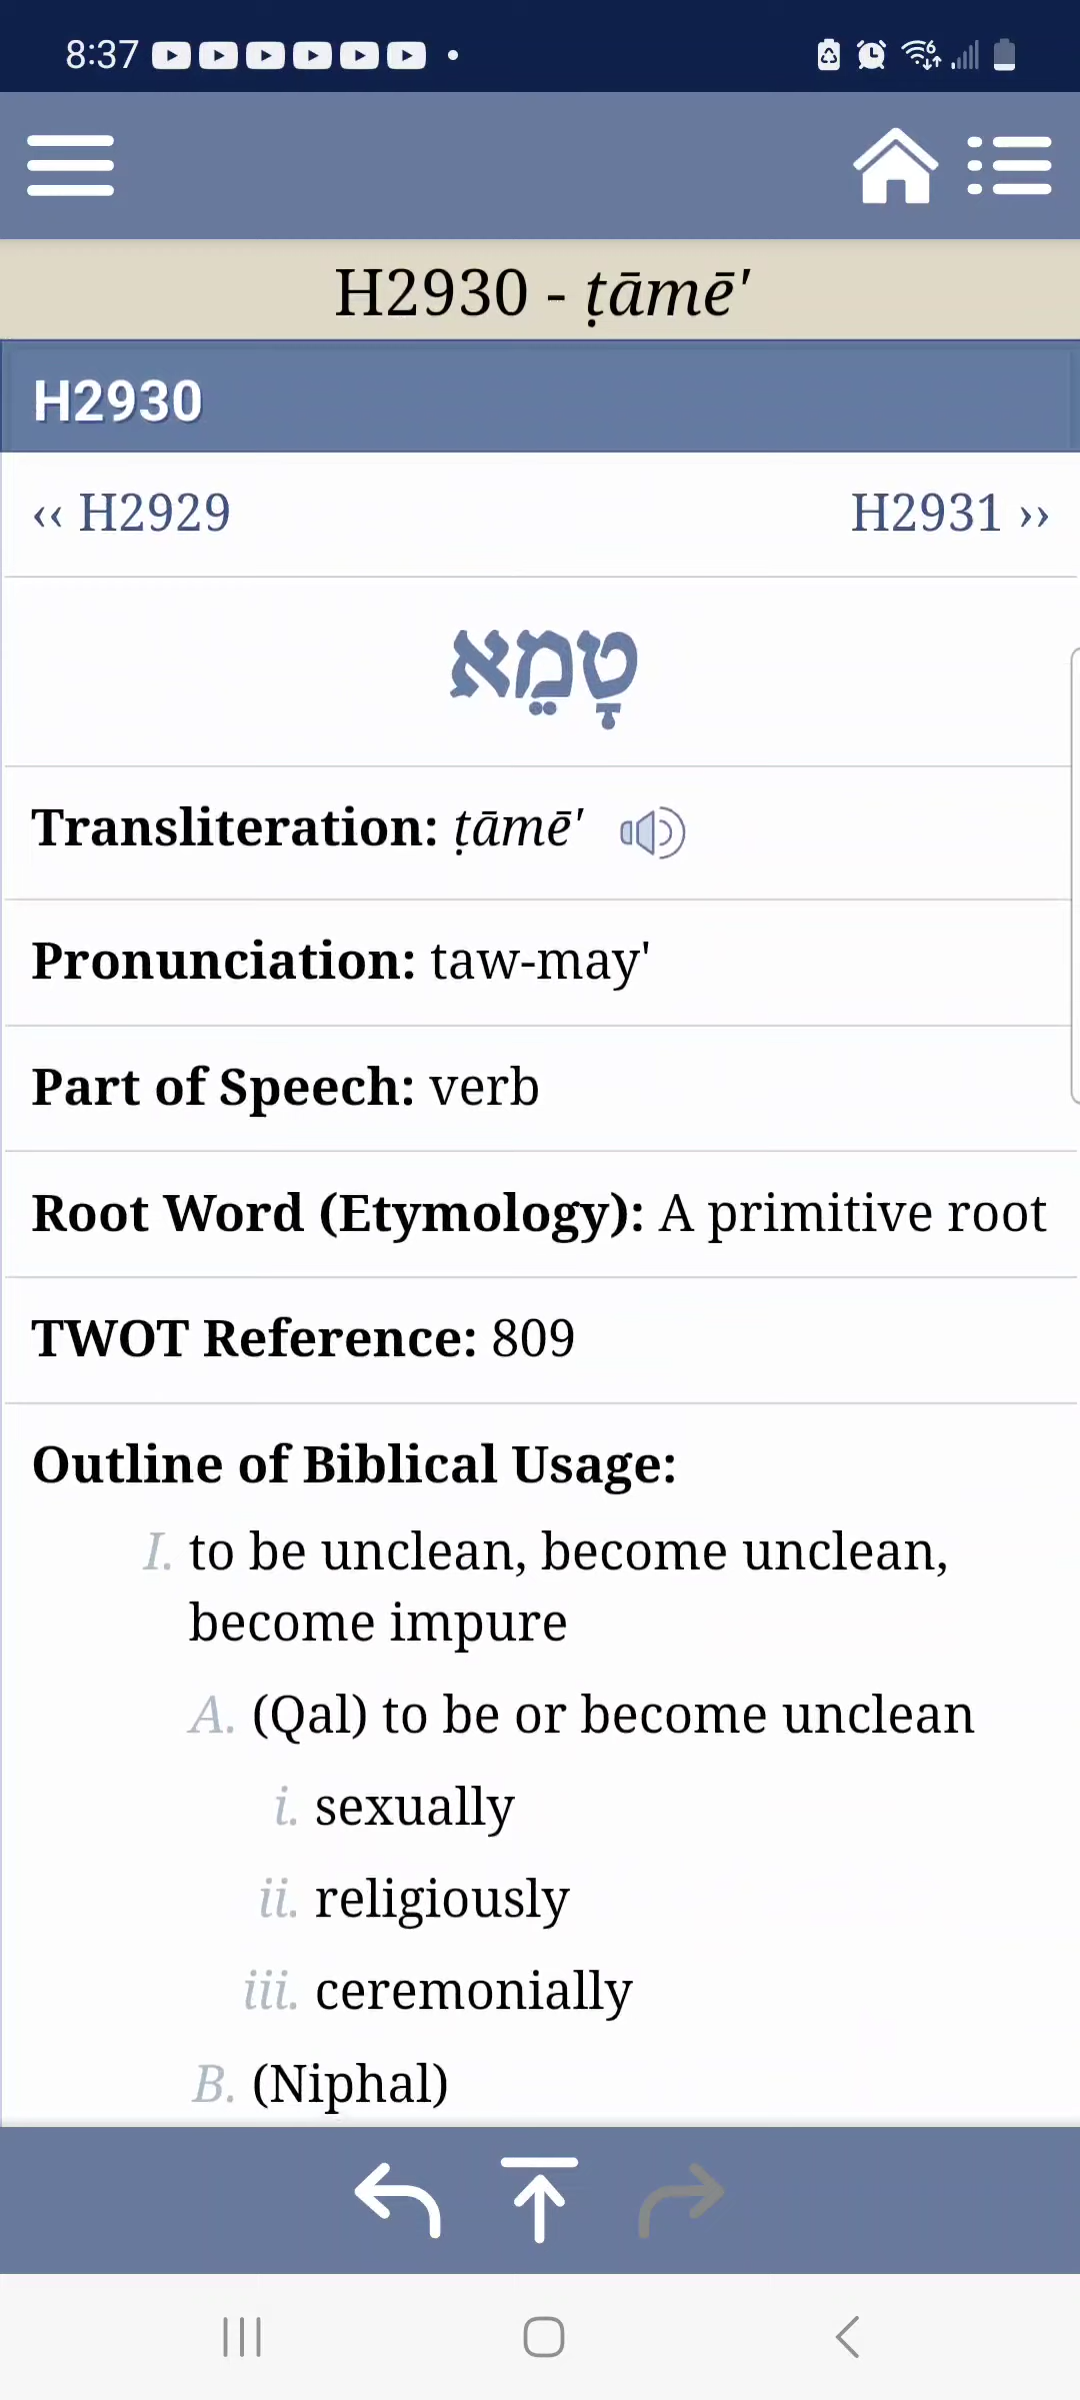 8:37
H2930 - ṭāmē'
H2930
‹‹ H2929 H2931 ››
טָמֵא
Transliteration: ṭāmē'
Pronunciation: taw-may'
Part of Speech: verb
Root Word (Etymology): A primitive root
TWOT Reference: 809
Outline of Biblical Usage:
I. to be unclean, become unclean,
become impure
A. (Qal) to be or become unclean
i. sexually
ii. religiously
iii. ceremonially
B. (Niphal)